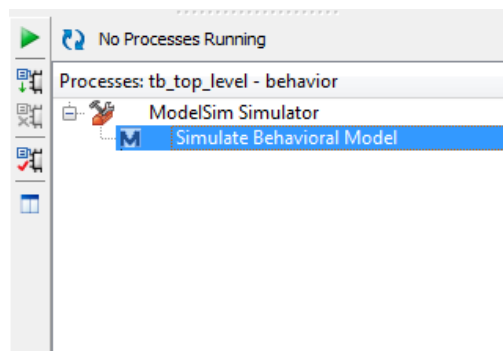 No Processes Running
Processes: tb_top_level - behavior
ModelSim Simulator
M Simulate Behavioral Model